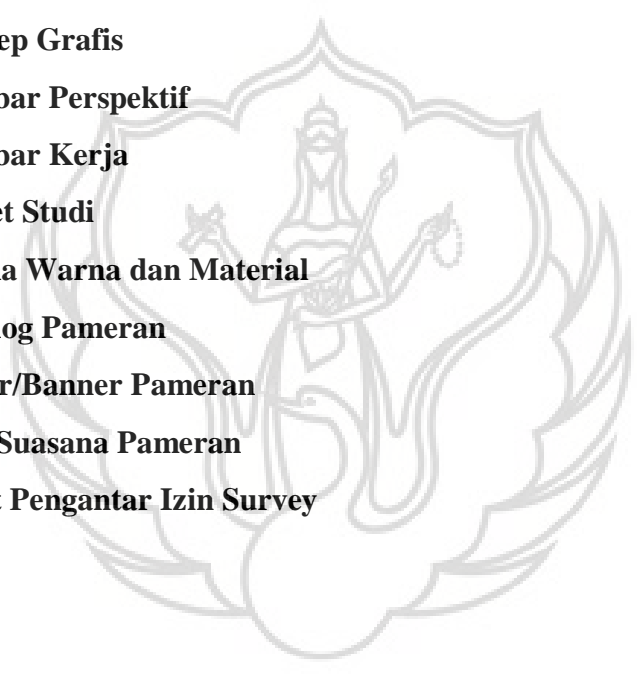 ep Grafis
bar Perspektif
bar Kerja
et Studi
a Warna dan Material
log Pameran
r/Banner Pameran
Suasana Pameran
t Pengantar Izin Survey